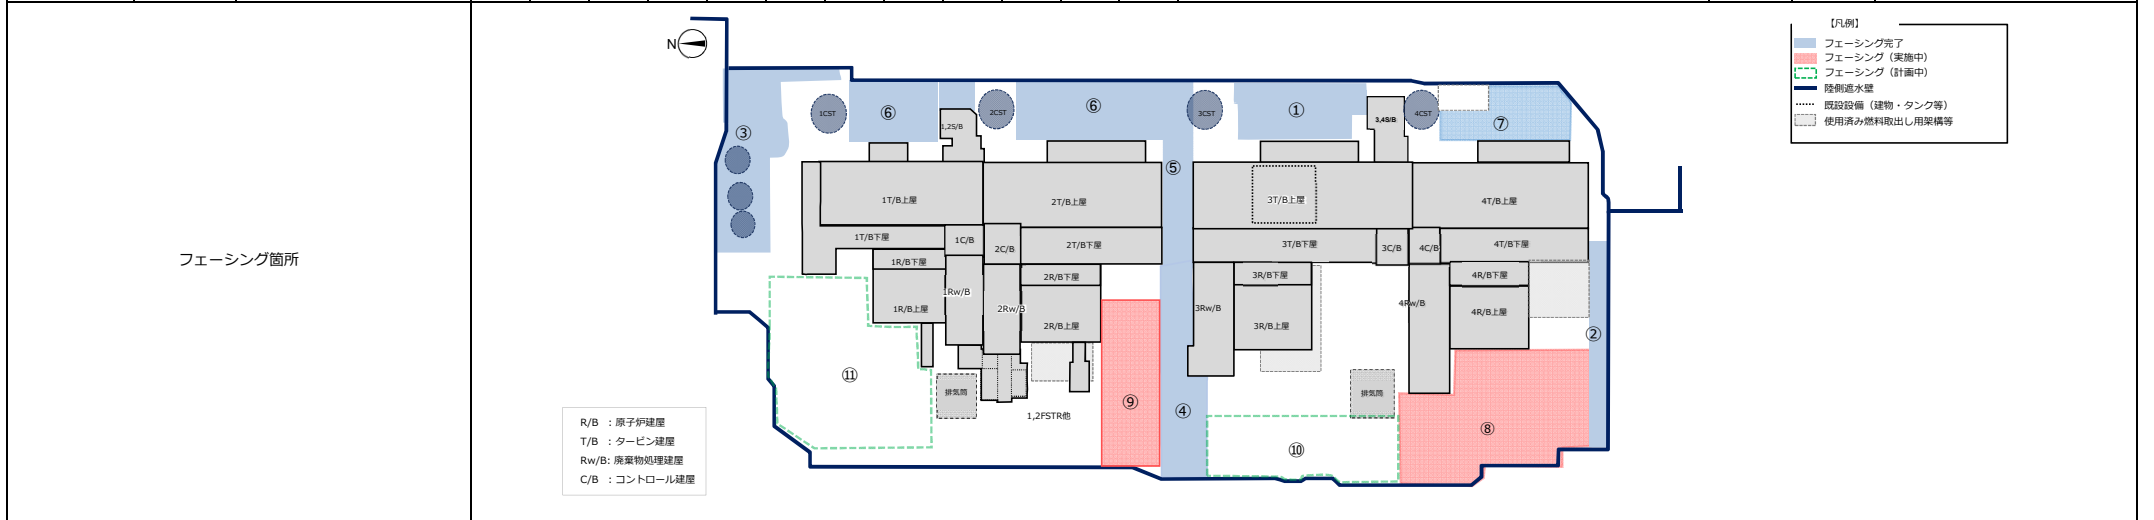 フェーシング箇所
N
【凡例】
フェーシング完了
フェーシング（実施中）
フェーシング（計画中）
陸側遮水壁
既設設備（建物・タンク等）
使用済み燃料取出し用架構等
1CST
⑥
1,2S/B
2CST
⑥
3CST
①
3,4S/B
4CST
⑦
③
⑤
1T/B上屋
2T/B上屋
3T/B上屋
4T/B上屋
1T/B下屋
1C/B
2C/B
2T/B下屋
3T/B下屋
3C/B
4C/B
4T/B下屋
1R/B下屋
2R/B下屋
3R/B下屋
4R/B下屋
1R/B上屋
1Rw/B
2Rw/B
2R/B上屋
3Rw/B
3R/B上屋
4Rw/B
4R/B上屋
②
⑪
排気筒
1,2FSTR他
⑨
④
排気筒
⑩
⑧
R/B ：原子炉建屋
T/B ：タービン建屋
Rw/B：廃棄物処理建屋
C/B ：コントロール建屋